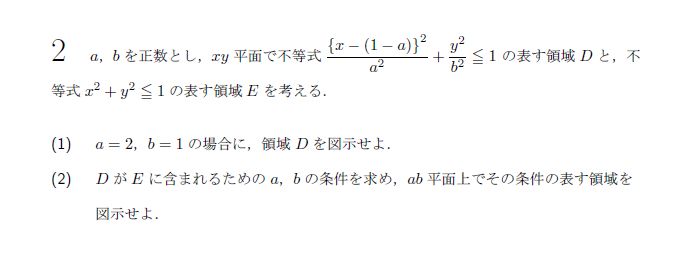 2 a，b を正数とし，xy 平面で不等式 \frac{\{x-(1-a)\}^2}{a^2}+\frac{y^2}{b^2}≦1 の表す領域 D と，不
等式 x^2+y^2≦1 の表す領域 E を考える．
(1) a = 2，b = 1 の場合に，領域 D を図示せよ．
(2) D が E に含まれるための a，b の条件を求め，ab 平面上でその条件の表す領域を
図示せよ．